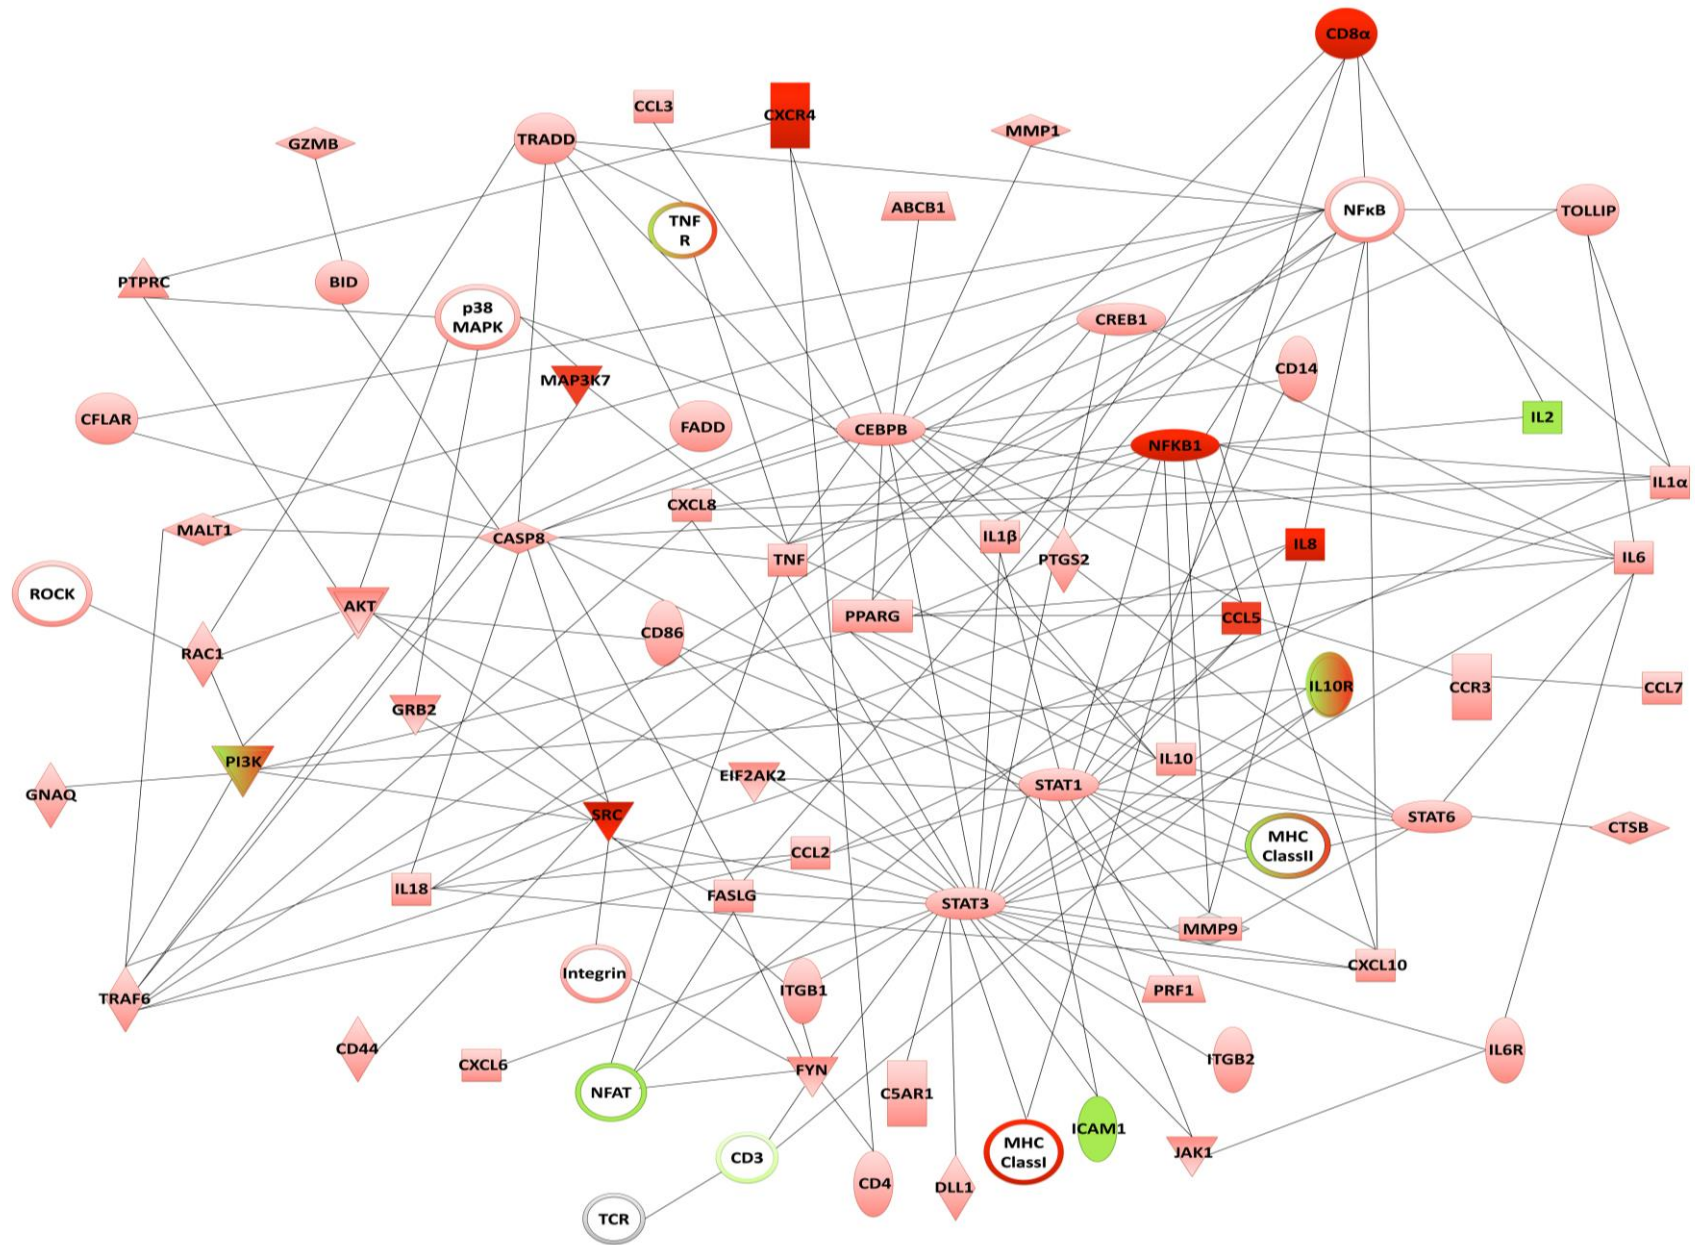 CD8α
CCL3
CXCR4
MMP1
TRADD
GZMB
ABCB1
NFκB
TOLLIP
TNF
R
PTPRC
BID
p38
MAPK
CREB1
CD14
MAP3K7
CFLAR
FADD
CEBPB
IL2
NFKB1
IL1α
CXCL8
MALT1
CASP8
IL1β
IL8
TNF
PTGS2
IL6
ROCK
AKT
PPARG
CCL5
CD86
RAC1
IL10R
CCR3
CCL7
GRB2
PI3K
IL10
EIF2AK2
STAT1
GNAQ
SRC
STAT6
CTSB
MHC
ClassII
CCL2
IL18
FASLG
STAT3
MMP9
CXCL10
Integrin
ITGB1
PRF1
TRAF6
CD44
CXCL6
FYN
ITGB2
IL6R
NFAT
C5AR1
ICAM1
MHC
ClassI
JAK1
CD3
CD4
DLL1
TCR